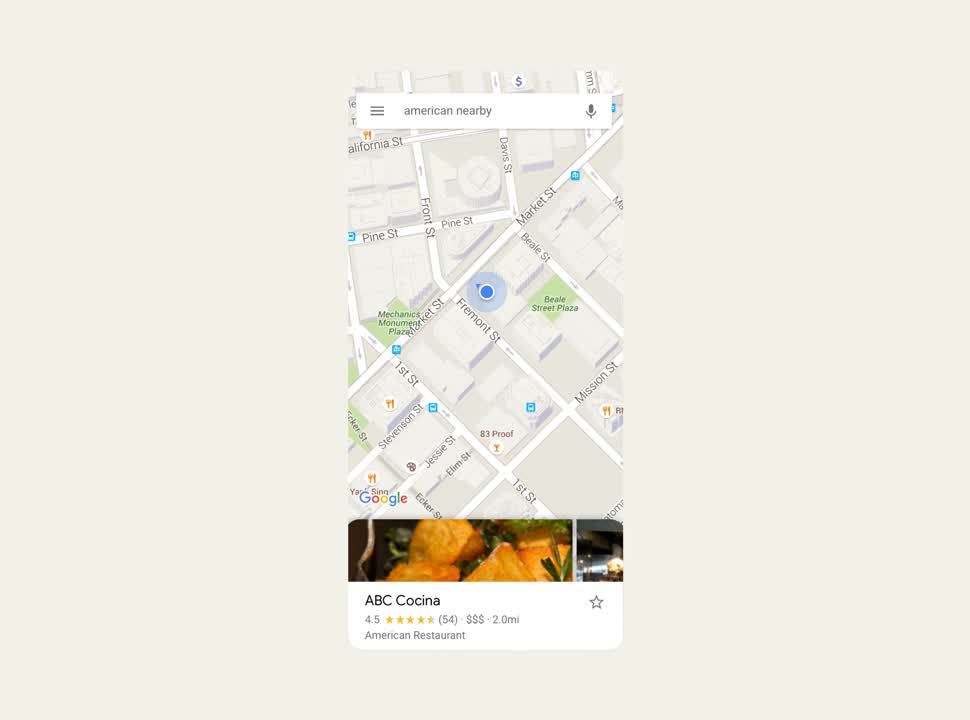 $
american nearby
alifornia St
Davis St
Front St
Market St
Pine St
Pine St
Beale St
Beale
Street Plaza
Mechanics
Monument
Plaza
Market St
Fremont St
1st St
Mission St
Stevenson St
Ecker St
83 Proof
Jessie St
Elim St
Yank Sing
Google
Ecker St
1st St
ABC Cocina
4.5 ★★★★★ (54) · $$$ · 2.0mi
American Restaurant